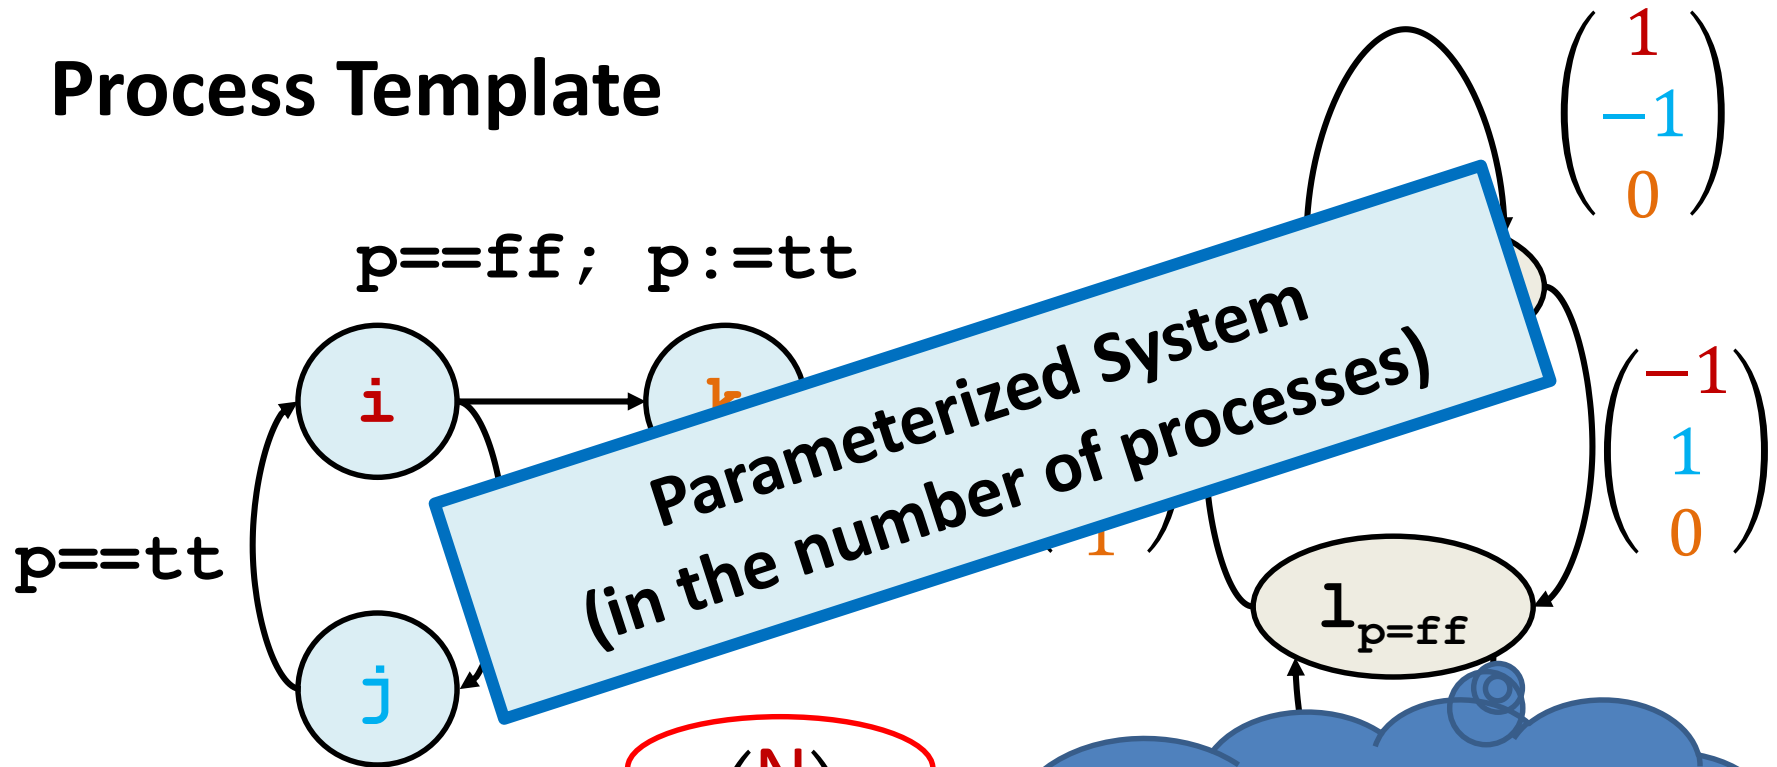 Process Template
p==ff; p:=tt
i
k
p==tt
j
Parameterized System
(in the number of processes)
1
-1
0
-1
1
0
1
l p=ff
N